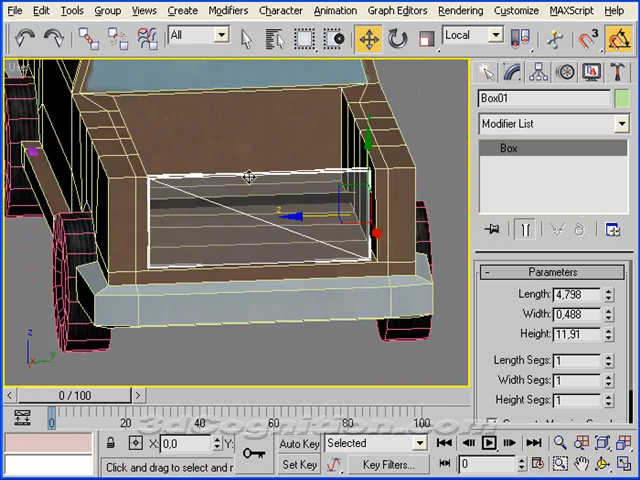 File Edit Tools Group Views Create Modifiers Character Animation Graph Editors Rendering Customize MAXScript Help
All
Local
3
Box01
Modifier List
Box
z
z
x
y
- Parameters
Length: 4,798
Width: 0,488
Height: 11,91
Length Segs: 1
Width Segs: 1
Height Segs: 1
< 0 / 100 >
0 20 40 60 80 100
3dCognition.com
X: 0,0 Y:
Auto Key Selected
Click and drag to select and r
Set Key Key Filters... 0